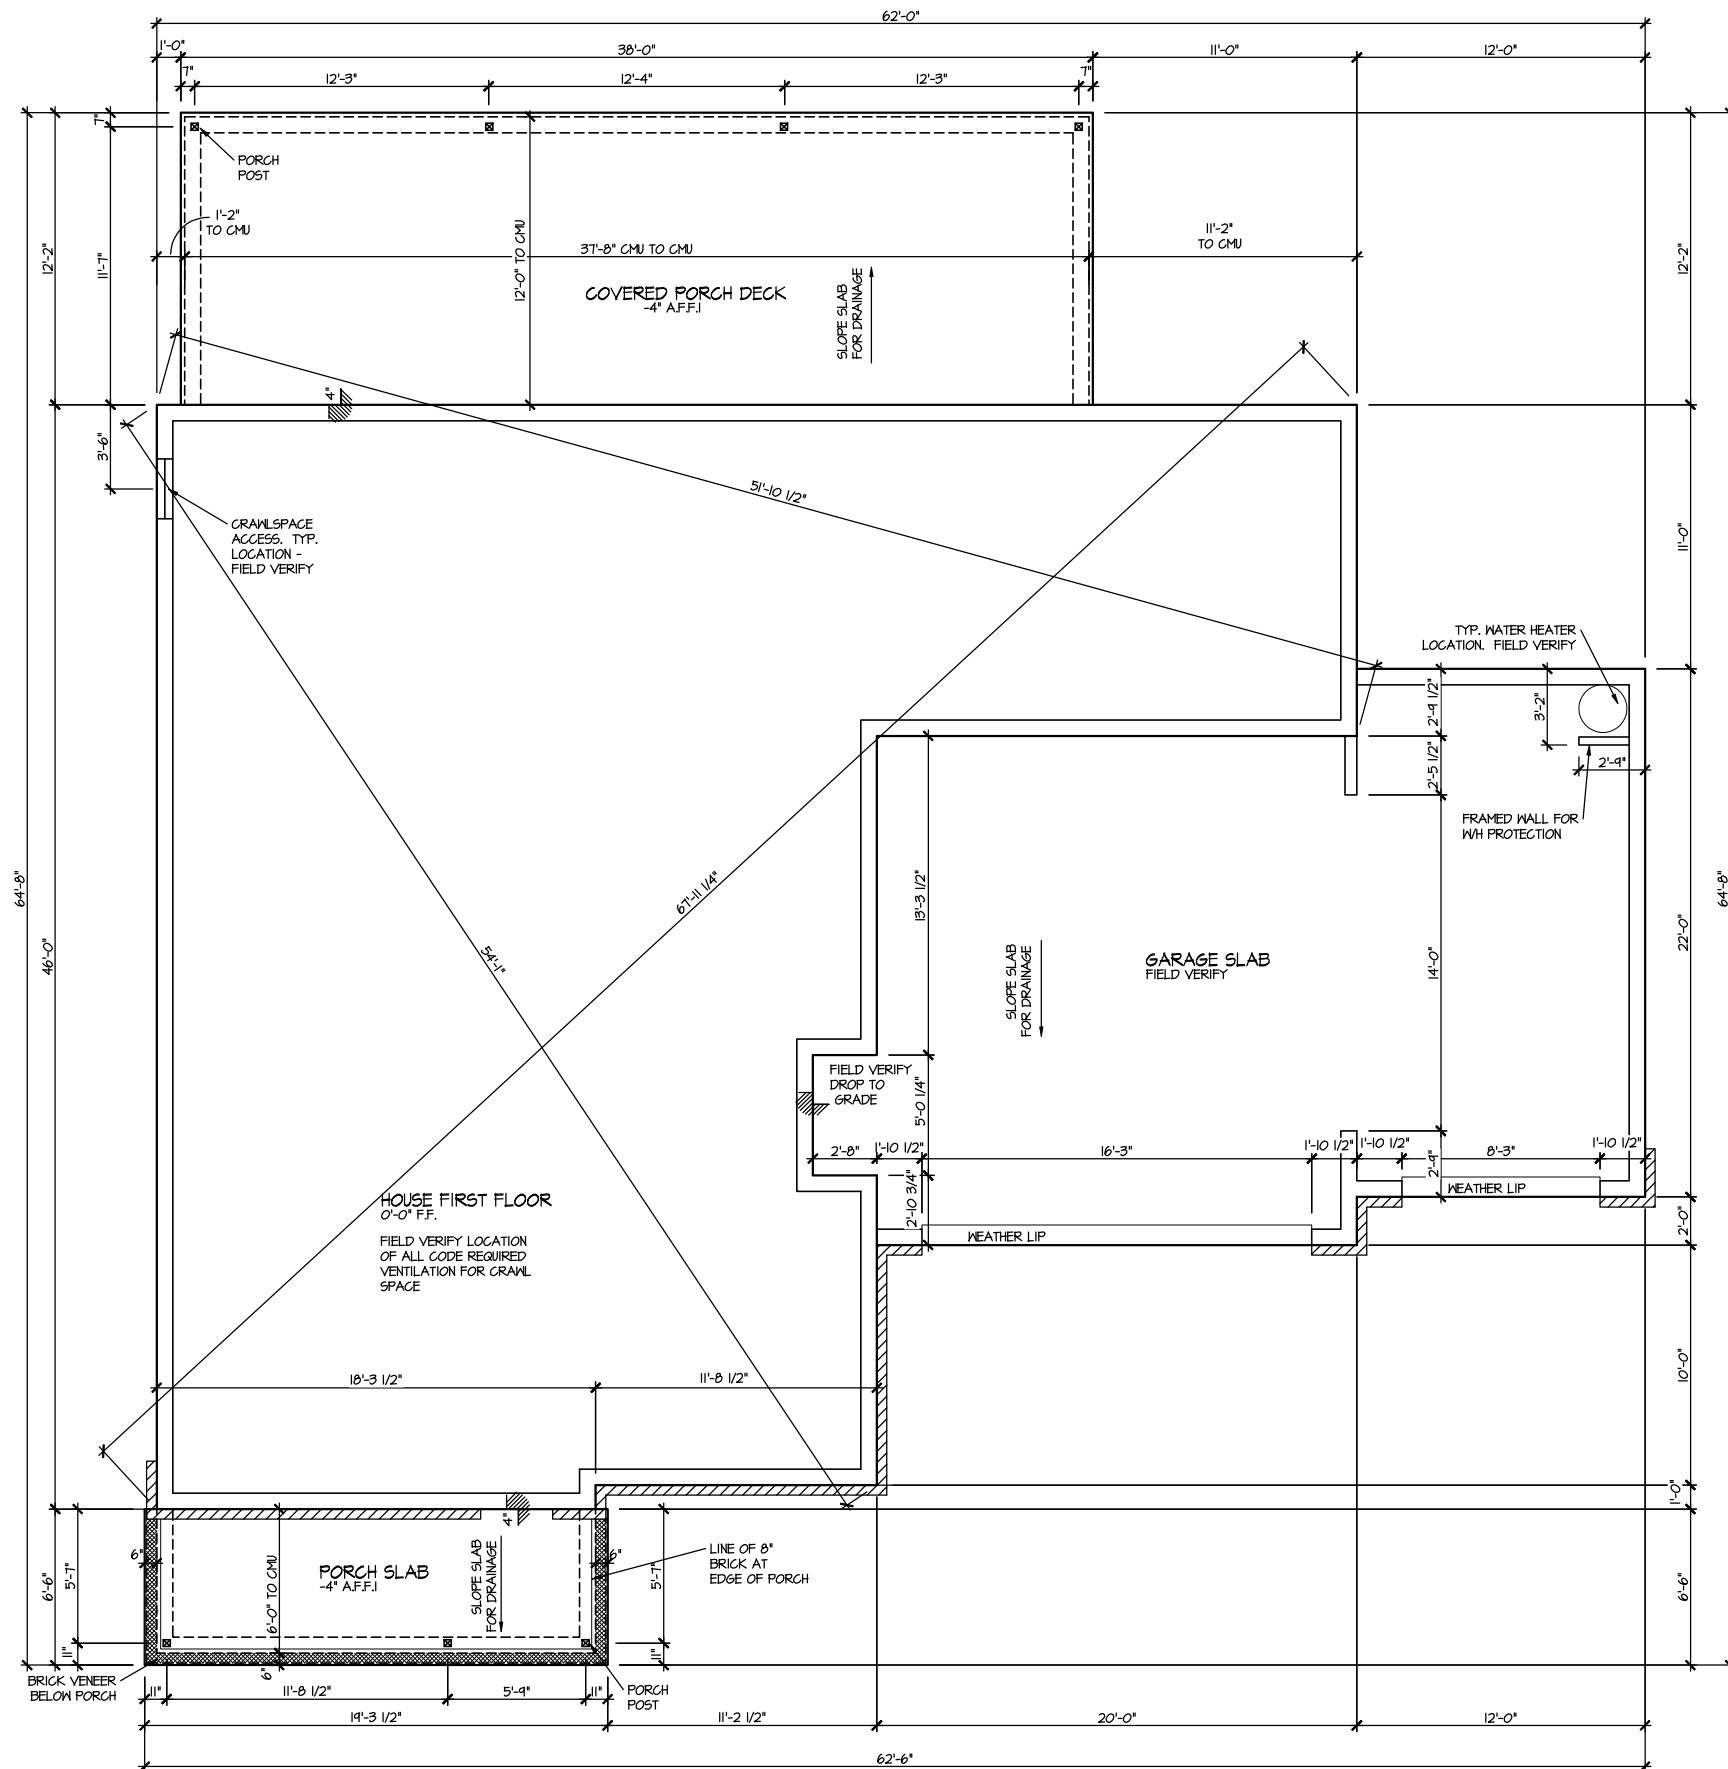 62'-0"
1'-0"
38'-0"
11'-0"
12'-0"
7"
12'-3"
12'-4"
12'-3"
7"
7"
PORCH
POST
1'-2"
TO CMU
12'-2"
11'-7"
12'-0" TO CMU
37'-8" CMU TO CMU
11'-2"
TO CMU
12'-2"
COVERED PORCH DECK
-4" A.F.F.I
SLOPE SLAB
FOR DRAINAGE
4"
3'-6"
51'-10 1/2"
CRAWLSPACE
ACCESS. TYP.
LOCATION -
FIELD VERIFY
11'-0"
TYP. WATER HEATER
LOCATION. FIELD VERIFY
2'-9 1/2"
3'-2"
2'-5 1/2"
2'-9"
FRAMED WALL FOR
W/H PROTECTION
64'-8"
46'-0"
67'-11 1/4"
54'-1"
13'-3 1/2"
GARAGE SLAB
FIELD VERIFY
SLOPE SLAB
FOR DRAINAGE
14'-0"
22'-0"
64'-8"
FIELD VERIFY
DROP TO
GRADE
5'-0 1/4"
2'-8"
1'-10 1/2"
16'-3"
1'-10 1/2"
1'-10 1/2"
8'-3"
1'-10 1/2"
2'-9"
WEATHER LIP
2'-10 3/4"
WEATHER LIP
2'-0"
HOUSE FIRST FLOOR
0'-0" F.F.
FIELD VERIFY LOCATION
OF ALL CODE REQUIRED
VENTILATION FOR CRAWL
SPACE
18'-3 1/2"
11'-8 1/2"
10'-0"
1'-0"
4"
6"
PORCH SLAB
-4" A.F.F.I
6'-0" TO CMU
SLOPE SLAB
FOR DRAINAGE
6"
LINE OF 8"
BRICK AT
EDGE OF PORCH
6'-6"
5'-7"
5'-7"
6'-6"
11"
11"
6"
BRICK VENEER
BELOW PORCH
PORCH
POST
11"
11'-8 1/2"
5'-9"
11"
19'-3 1/2"
11'-2 1/2"
20'-0"
12'-0"
62'-6"